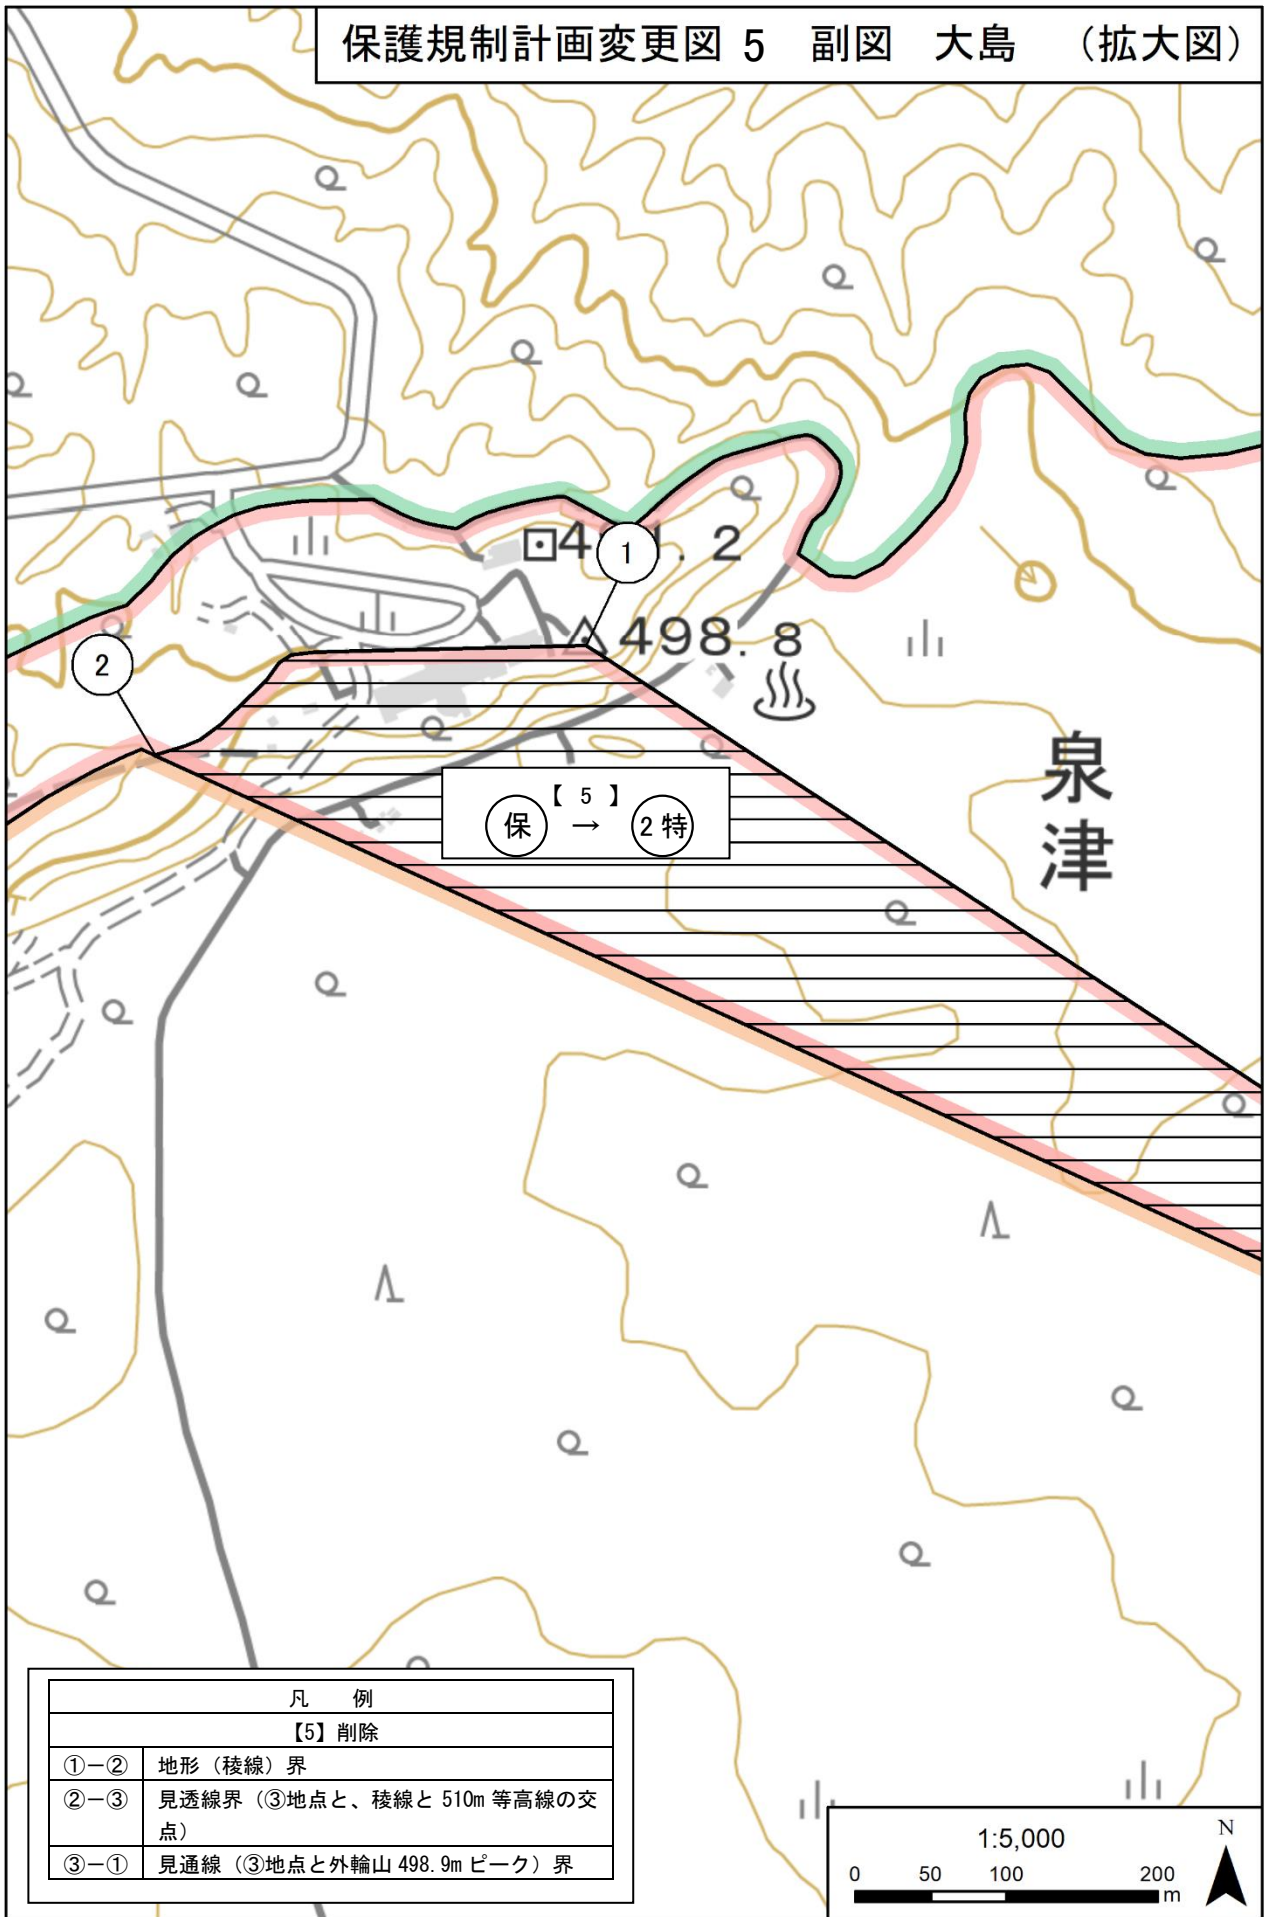 保護規制計画変更図 5　副図　大島　（拡大図）
1
498. 8
2
泉津
【 5 】
保 → 2特
凡　例
【5】削除
①－② 地形（稜線）界
②－③ 見透線界（③地点と、稜線と 510m 等高線の交
点）
③－① 見通線（③地点と外輪山 498.9m ピーク）界
1:5,000
N
0 50 100 200
m